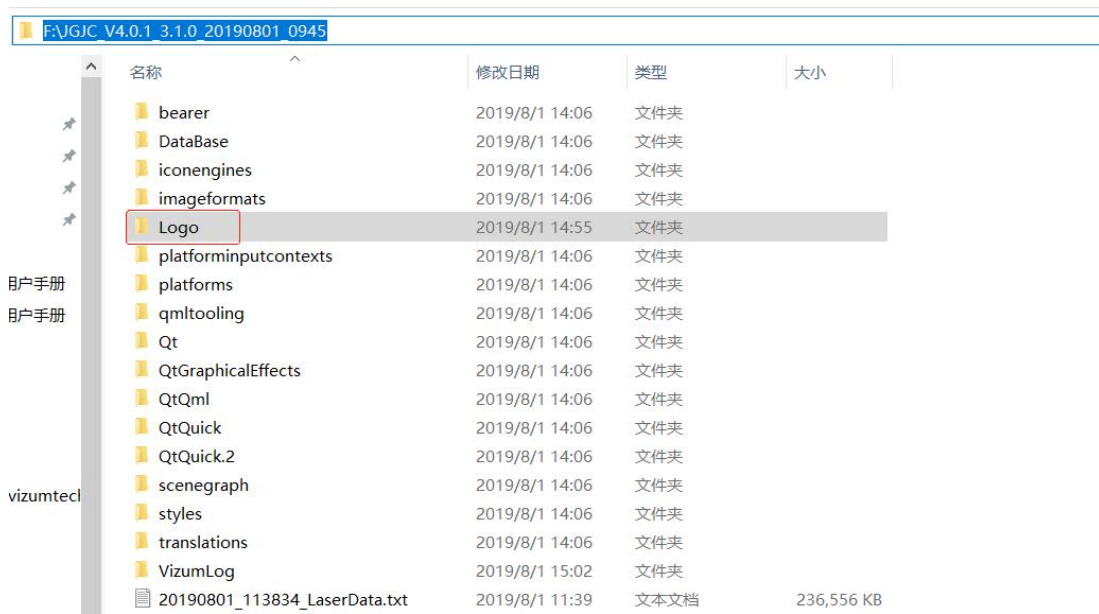 F:\JGJC_V4.0.1_3.1.0_20190801_0945
名称 修改日期 类型 大小
bearer 2019/8/1 14:06 文件夹
DataBase 2019/8/1 14:06 文件夹
iconengines 2019/8/1 14:06 文件夹
imageformats 2019/8/1 14:06 文件夹
Logo 2019/8/1 14:55 文件夹
platforminputcontexts 2019/8/1 14:06 文件夹
用户手册 platforms 2019/8/1 14:06 文件夹
用户手册 qmltooling 2019/8/1 14:06 文件夹
Qt 2019/8/1 14:06 文件夹
QtGraphicalEffects 2019/8/1 14:06 文件夹
QtQml 2019/8/1 14:06 文件夹
QtQuick 2019/8/1 14:06 文件夹
QtQuick.2 2019/8/1 14:06 文件夹
vizumtecl scenegraph 2019/8/1 14:06 文件夹
styles 2019/8/1 14:06 文件夹
translations 2019/8/1 14:06 文件夹
VizumLog 2019/8/1 15:02 文件夹
20190801_113834_LaserData.txt 2019/8/1 11:39 文本文档 236,556 KB